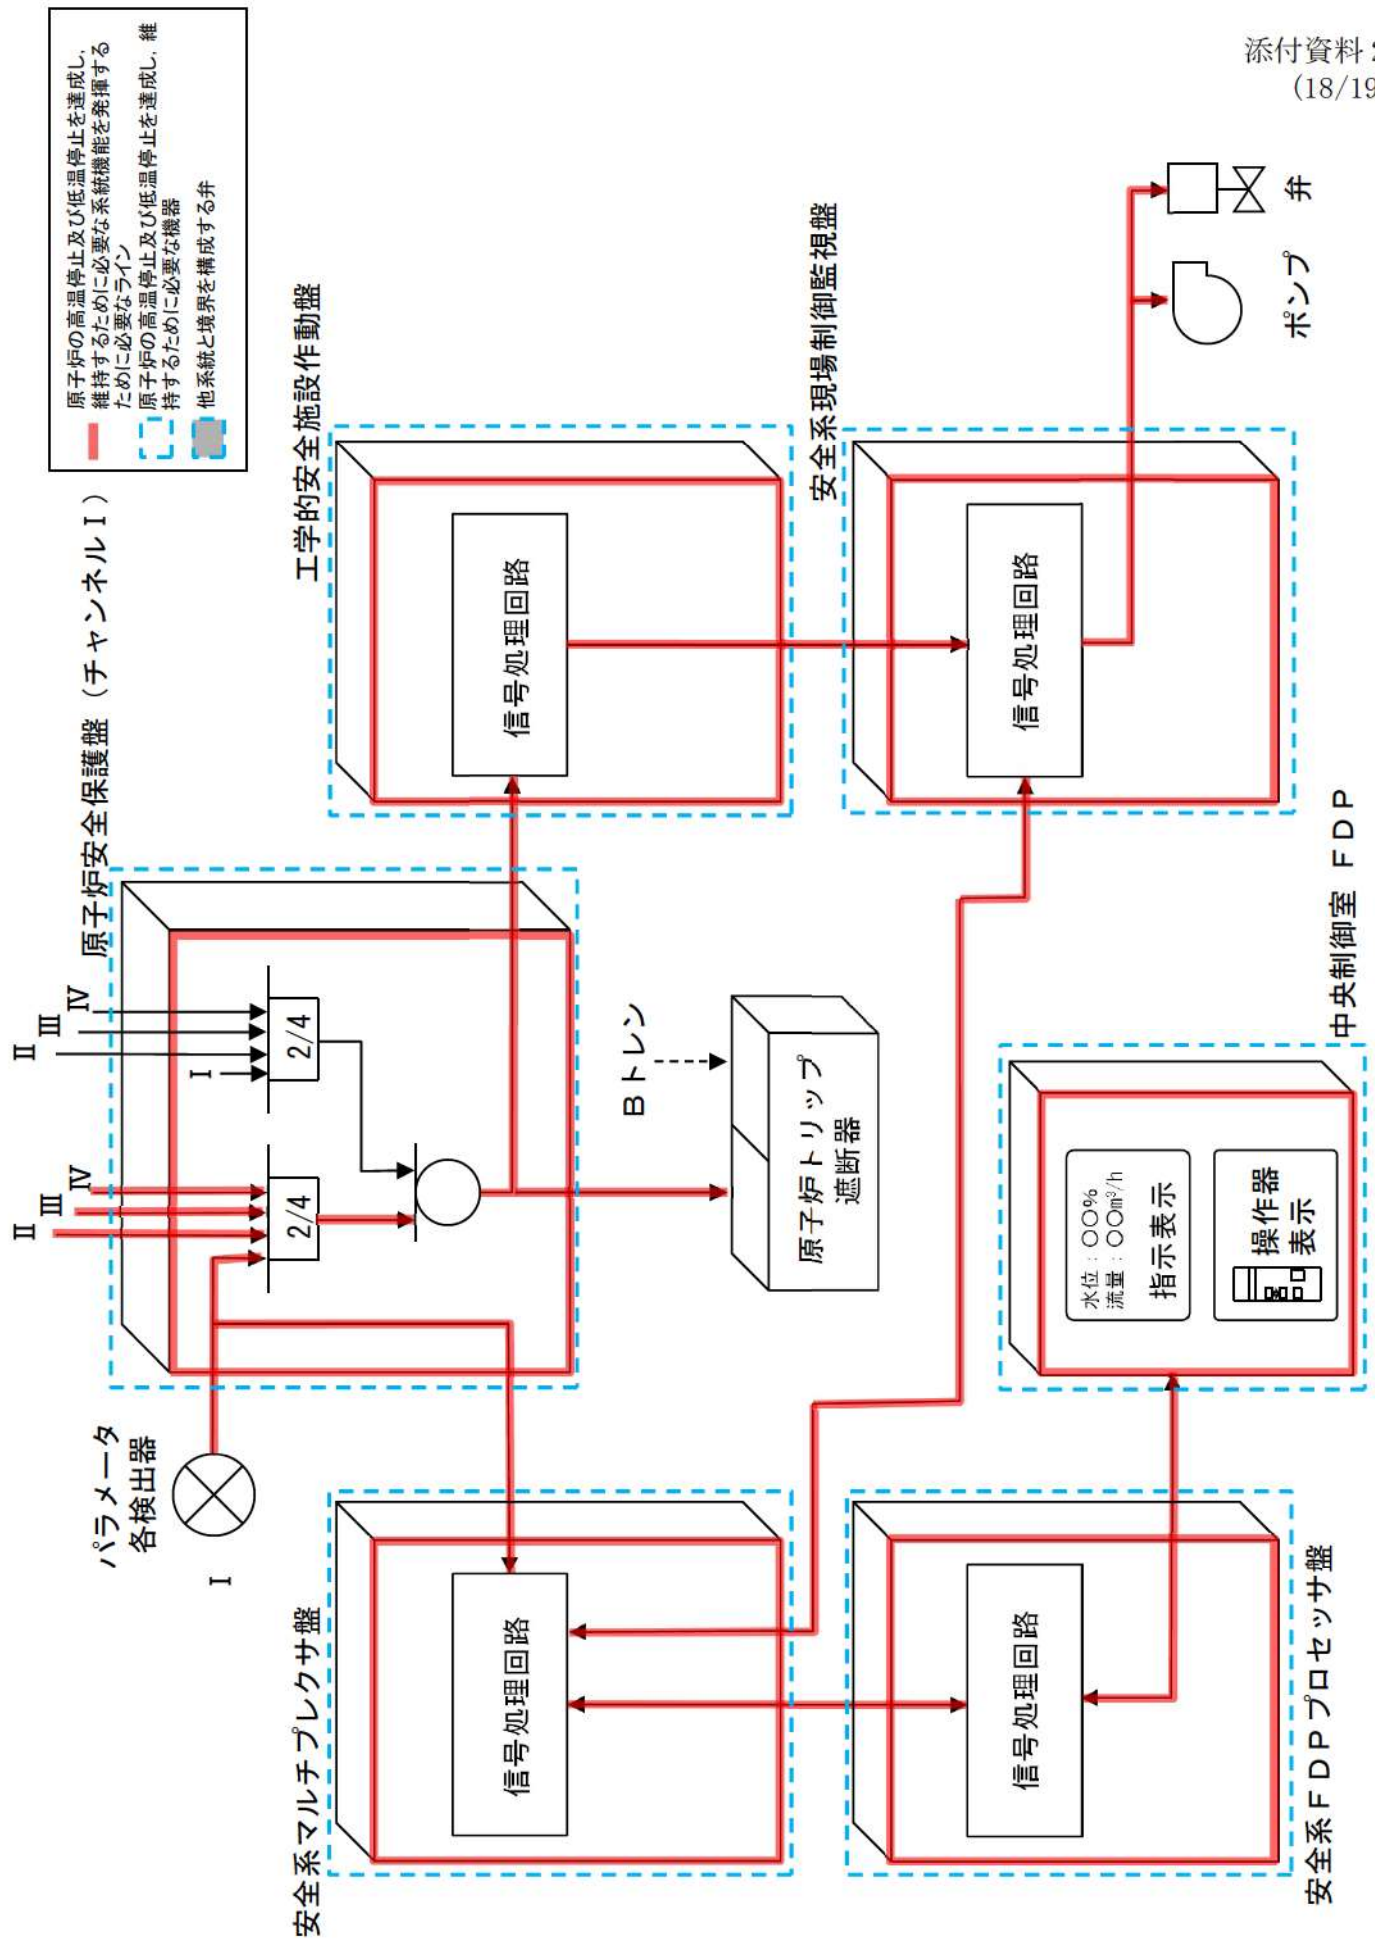 添付資料 2
(18/19
原子炉の高温停止及び低温停止を達成し,
維持するために必要な系統機能を発揮する
ために必要なライン
原子炉の高温停止及び低温停止を達成し, 維
持するために必要な機器
他系統と境界を構成する弁
パラメータ
各検出器
I
II
III
IV
II
III
IV
I
原子炉安全保護盤（チャンネルI）
2/4
2/4
Bトレン
原子炉トリップ
遮断器
安全系マルチプレクサ盤
信号処理回路
工学的安全施設作動盤
信号処理回路
安全系FDPプロセッサ盤
信号処理回路
中央制御室 FDP
水位：〇〇%
流量：〇〇m³/h
指示表示
操作器
表示
安全系現場制御監視盤
信号処理回路
ポンプ
弁